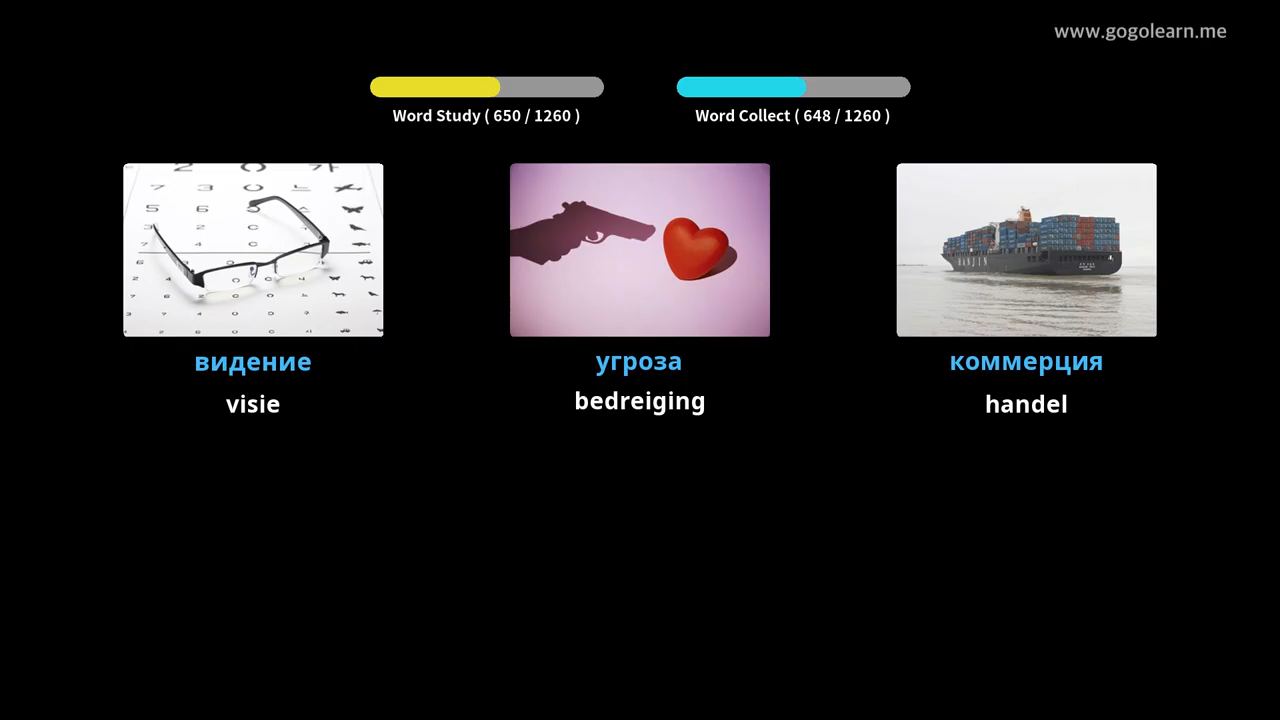 www.gogolearn.me
Word Study ( 650 / 1260 )
Word Collect ( 648 / 1260 )
видение
угроза
коммерция
visie
bedreiging
handel